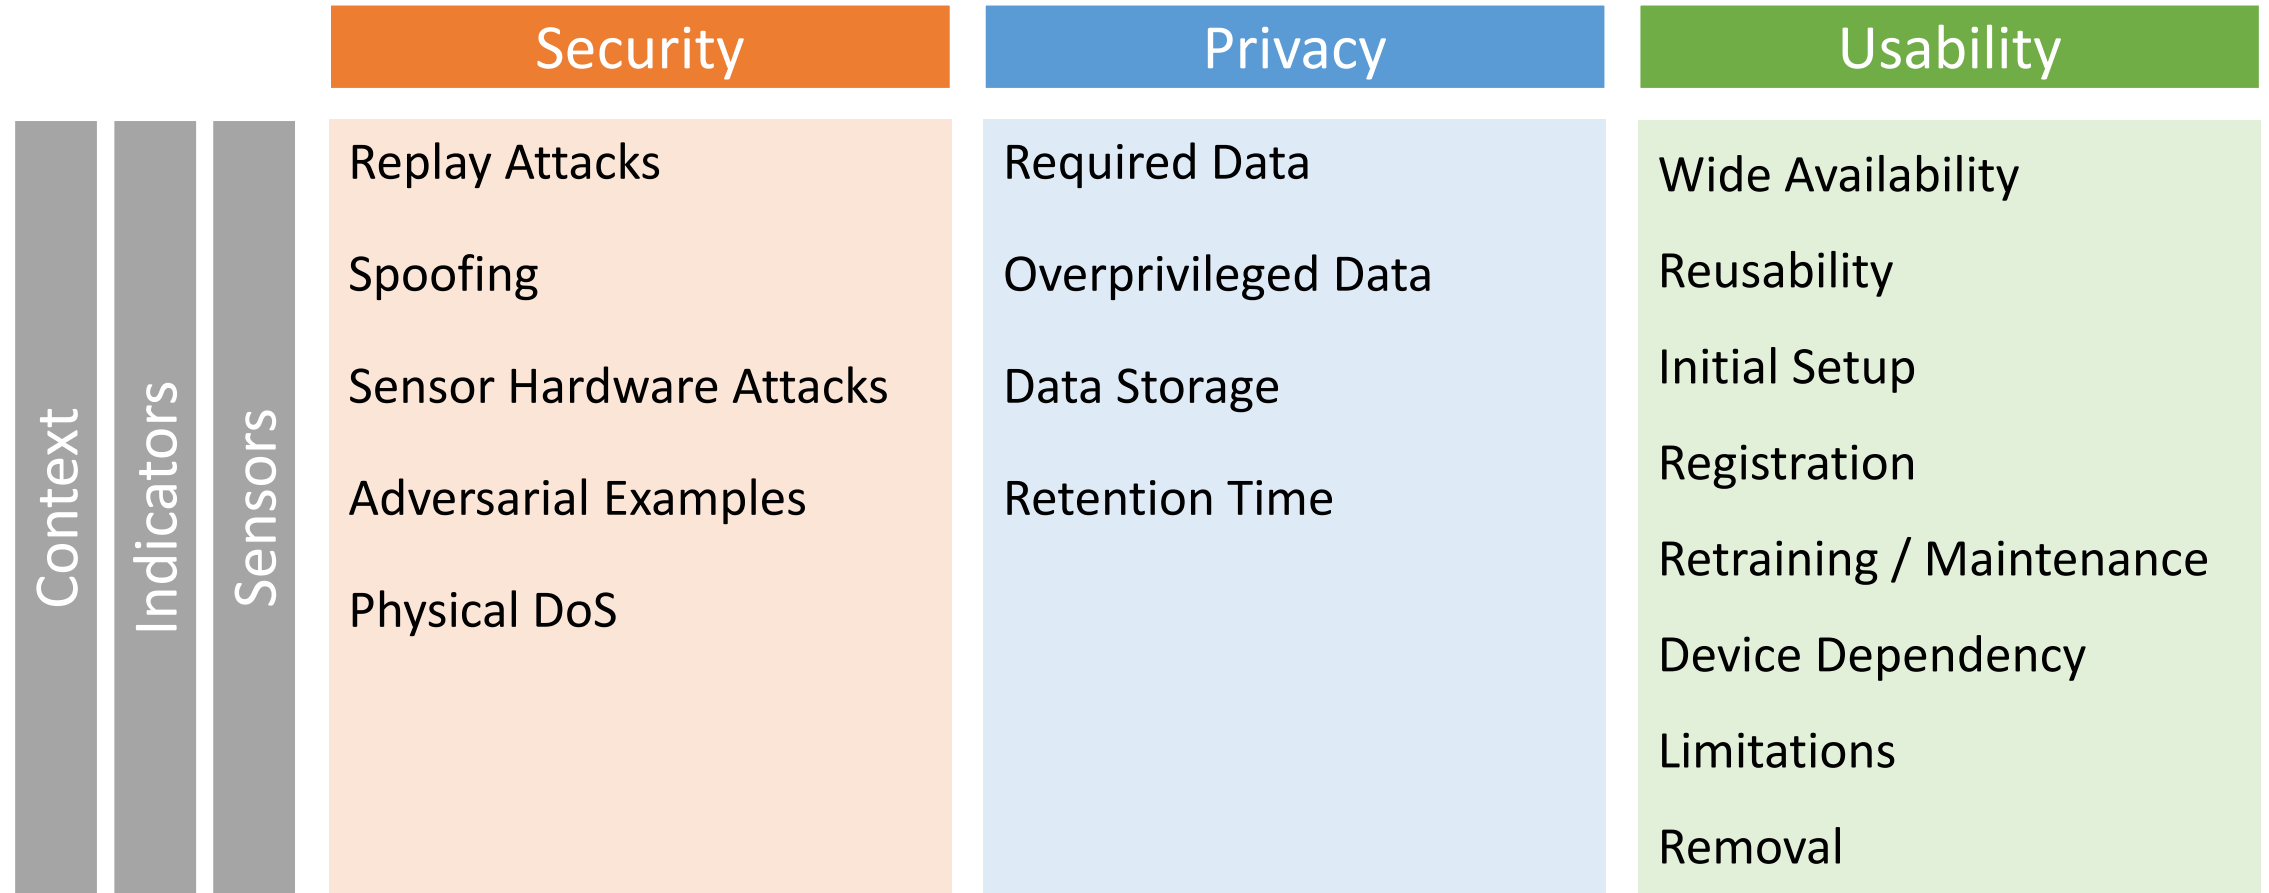 Security
Privacy
Usability
Context
Indicators
Sensors
Replay Attacks
Spoofing
Sensor Hardware Attacks
Adversarial Examples
Physical DoS
Required Data
Overprivileged Data
Data Storage
Retention Time
Wide Availability
Reusability
Initial Setup
Registration
Retraining / Maintenance
Device Dependency
Limitations
Removal